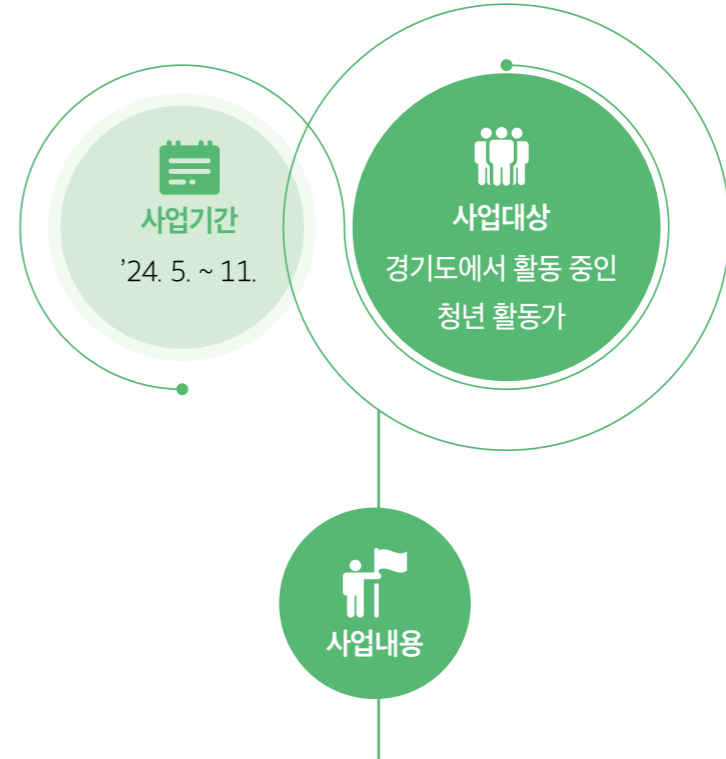 사업기간
’24. 5. ~ 11.
사업대상
경기도에서 활동 중인
청년 활동가
사업내용